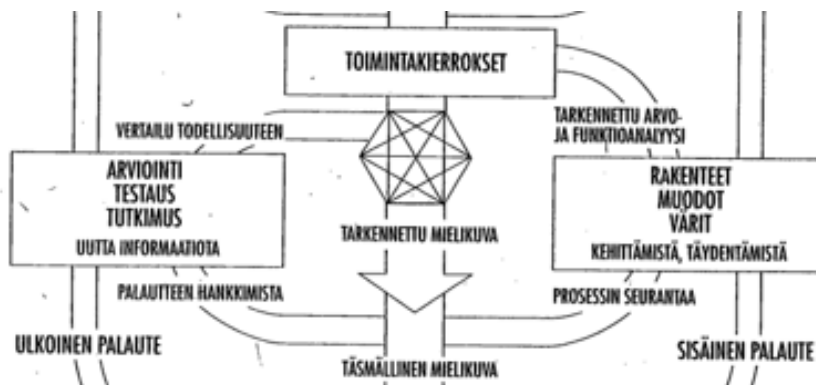 TOIMINTAKIERROKSET
VERTAILU TODELLISUUTEEN
TARKENNETTU ARVO-
JA FUNKTIOANALYYSI
ARVIOINTI
TESTAUS
TUTKIMUS
UUTTA INFORMAATIOTA
RAKENTEET
MUODOT
VÄRIT
KEHITTÄMISTÄ, TÄYDENTÄMISTÄ
TARKENNETTU MIELIKUVA
PALAUTTEEN HANKKIMISTA
PROSESSIN SEURANTAA
ULKOINEN PALAUTE
SISÄINEN PALAUTE
TÄSMÄLLINEN MIELIKUVA